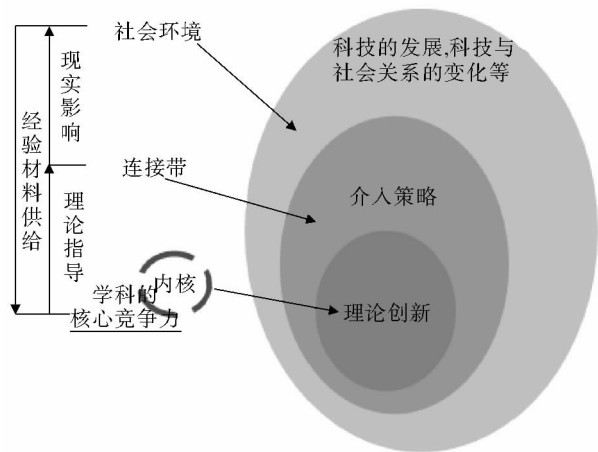 社会环境
科技的发展,科技与
社会关系的变化等
现实影响
经验材料供给
连接带
介入策略
理论指导
内核
学科的
核心竞争力
理论创新